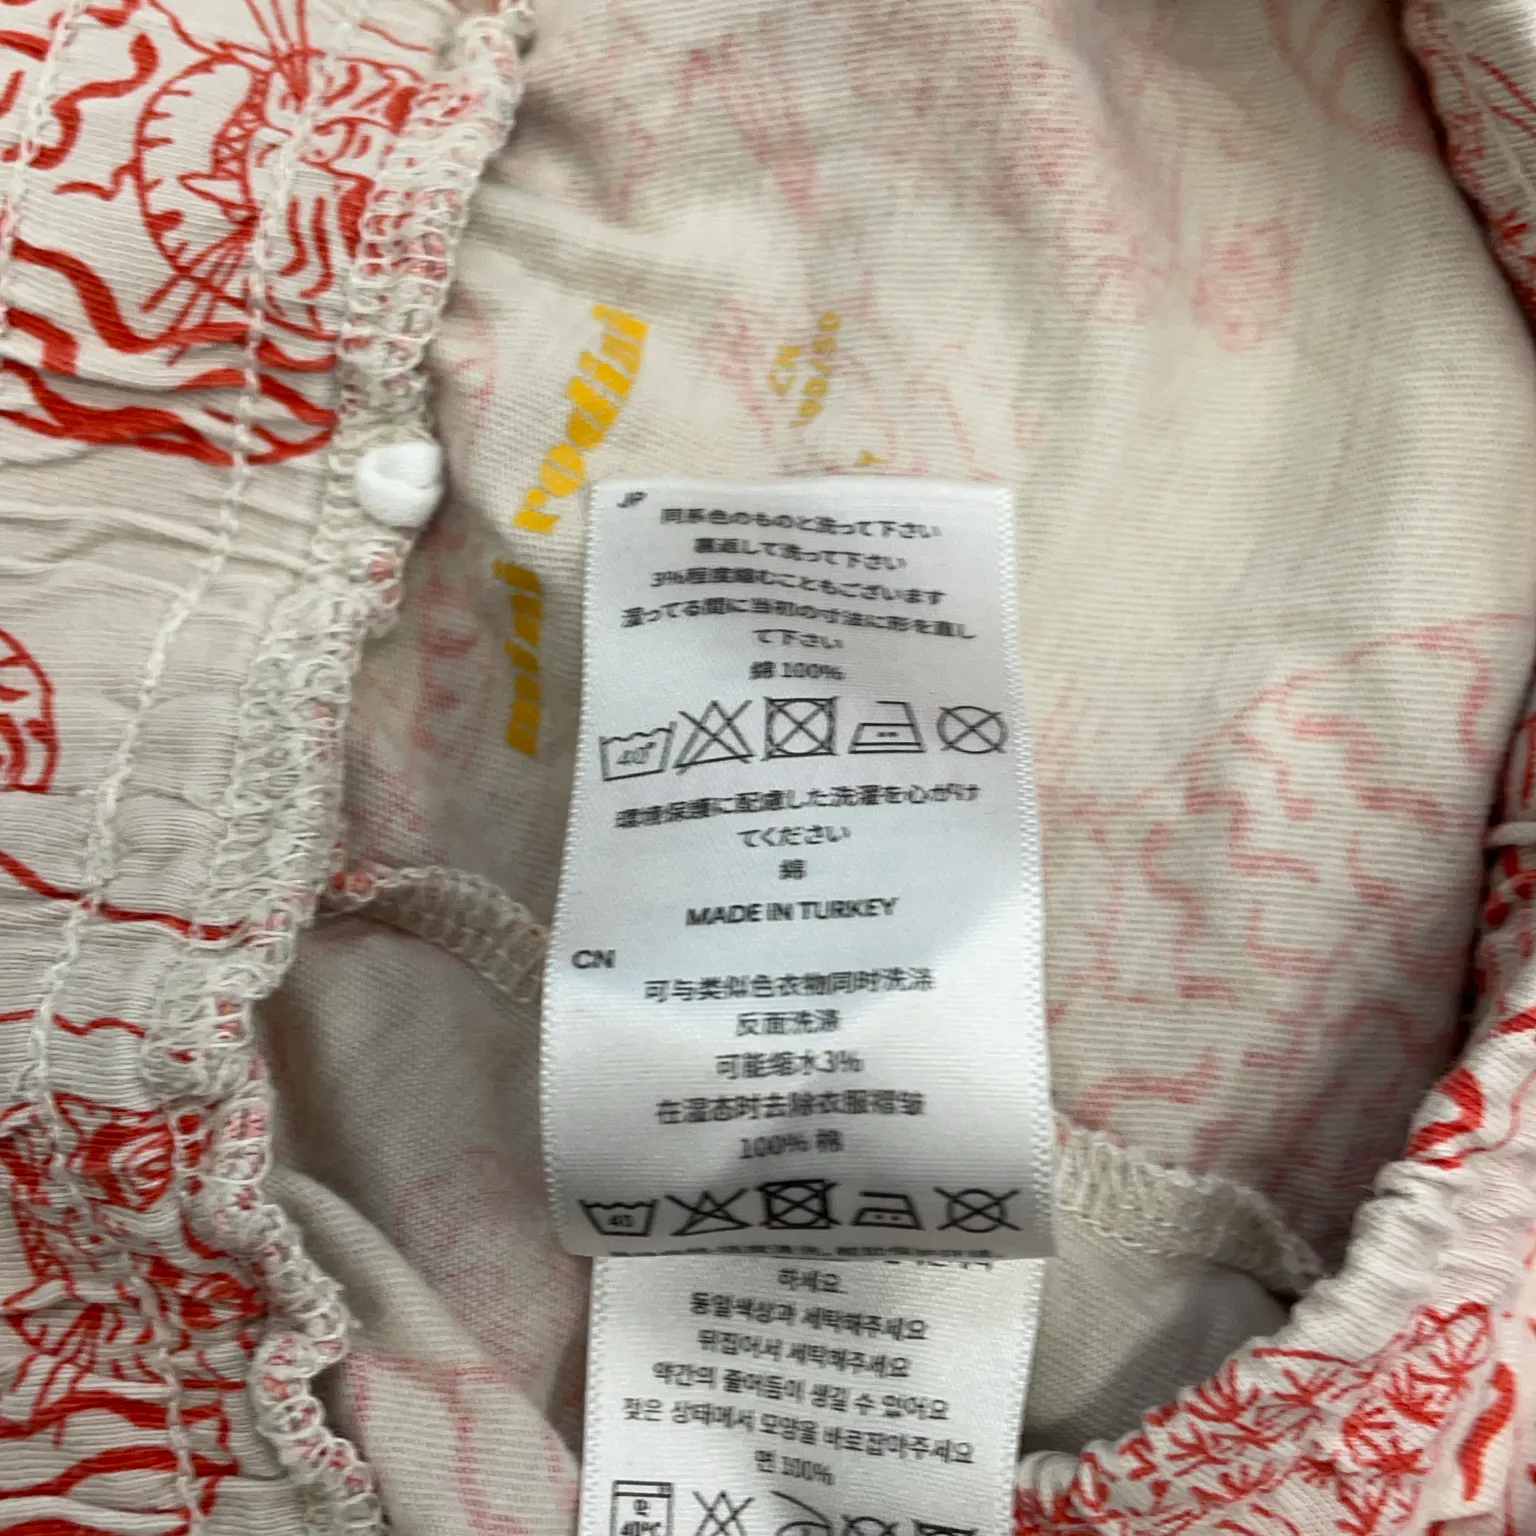 mini rodini
CN
90/50
JP
同系色のものと洗って下さい
裏返して洗って下さい
3%程度縮むこともございます
湿ってる間に当初の寸法に形を直し
て下さい
綿 100%
40°
環境保護に配慮した洗濯を心がけ
てください
綿
MADE IN TURKEY
CN
可与类似色衣物同时洗涤
反面洗涤
可能缩水3%
在湿态时去除衣服褶皱
100% 棉
40
하세요.
동일색상과 세탁해주세요
뒤집어서 세탁해주세요
약간의 줄어듬이 생길 수 있어요
젖은 상태에서 모양을 바로잡아주세요
면 100%
40°C